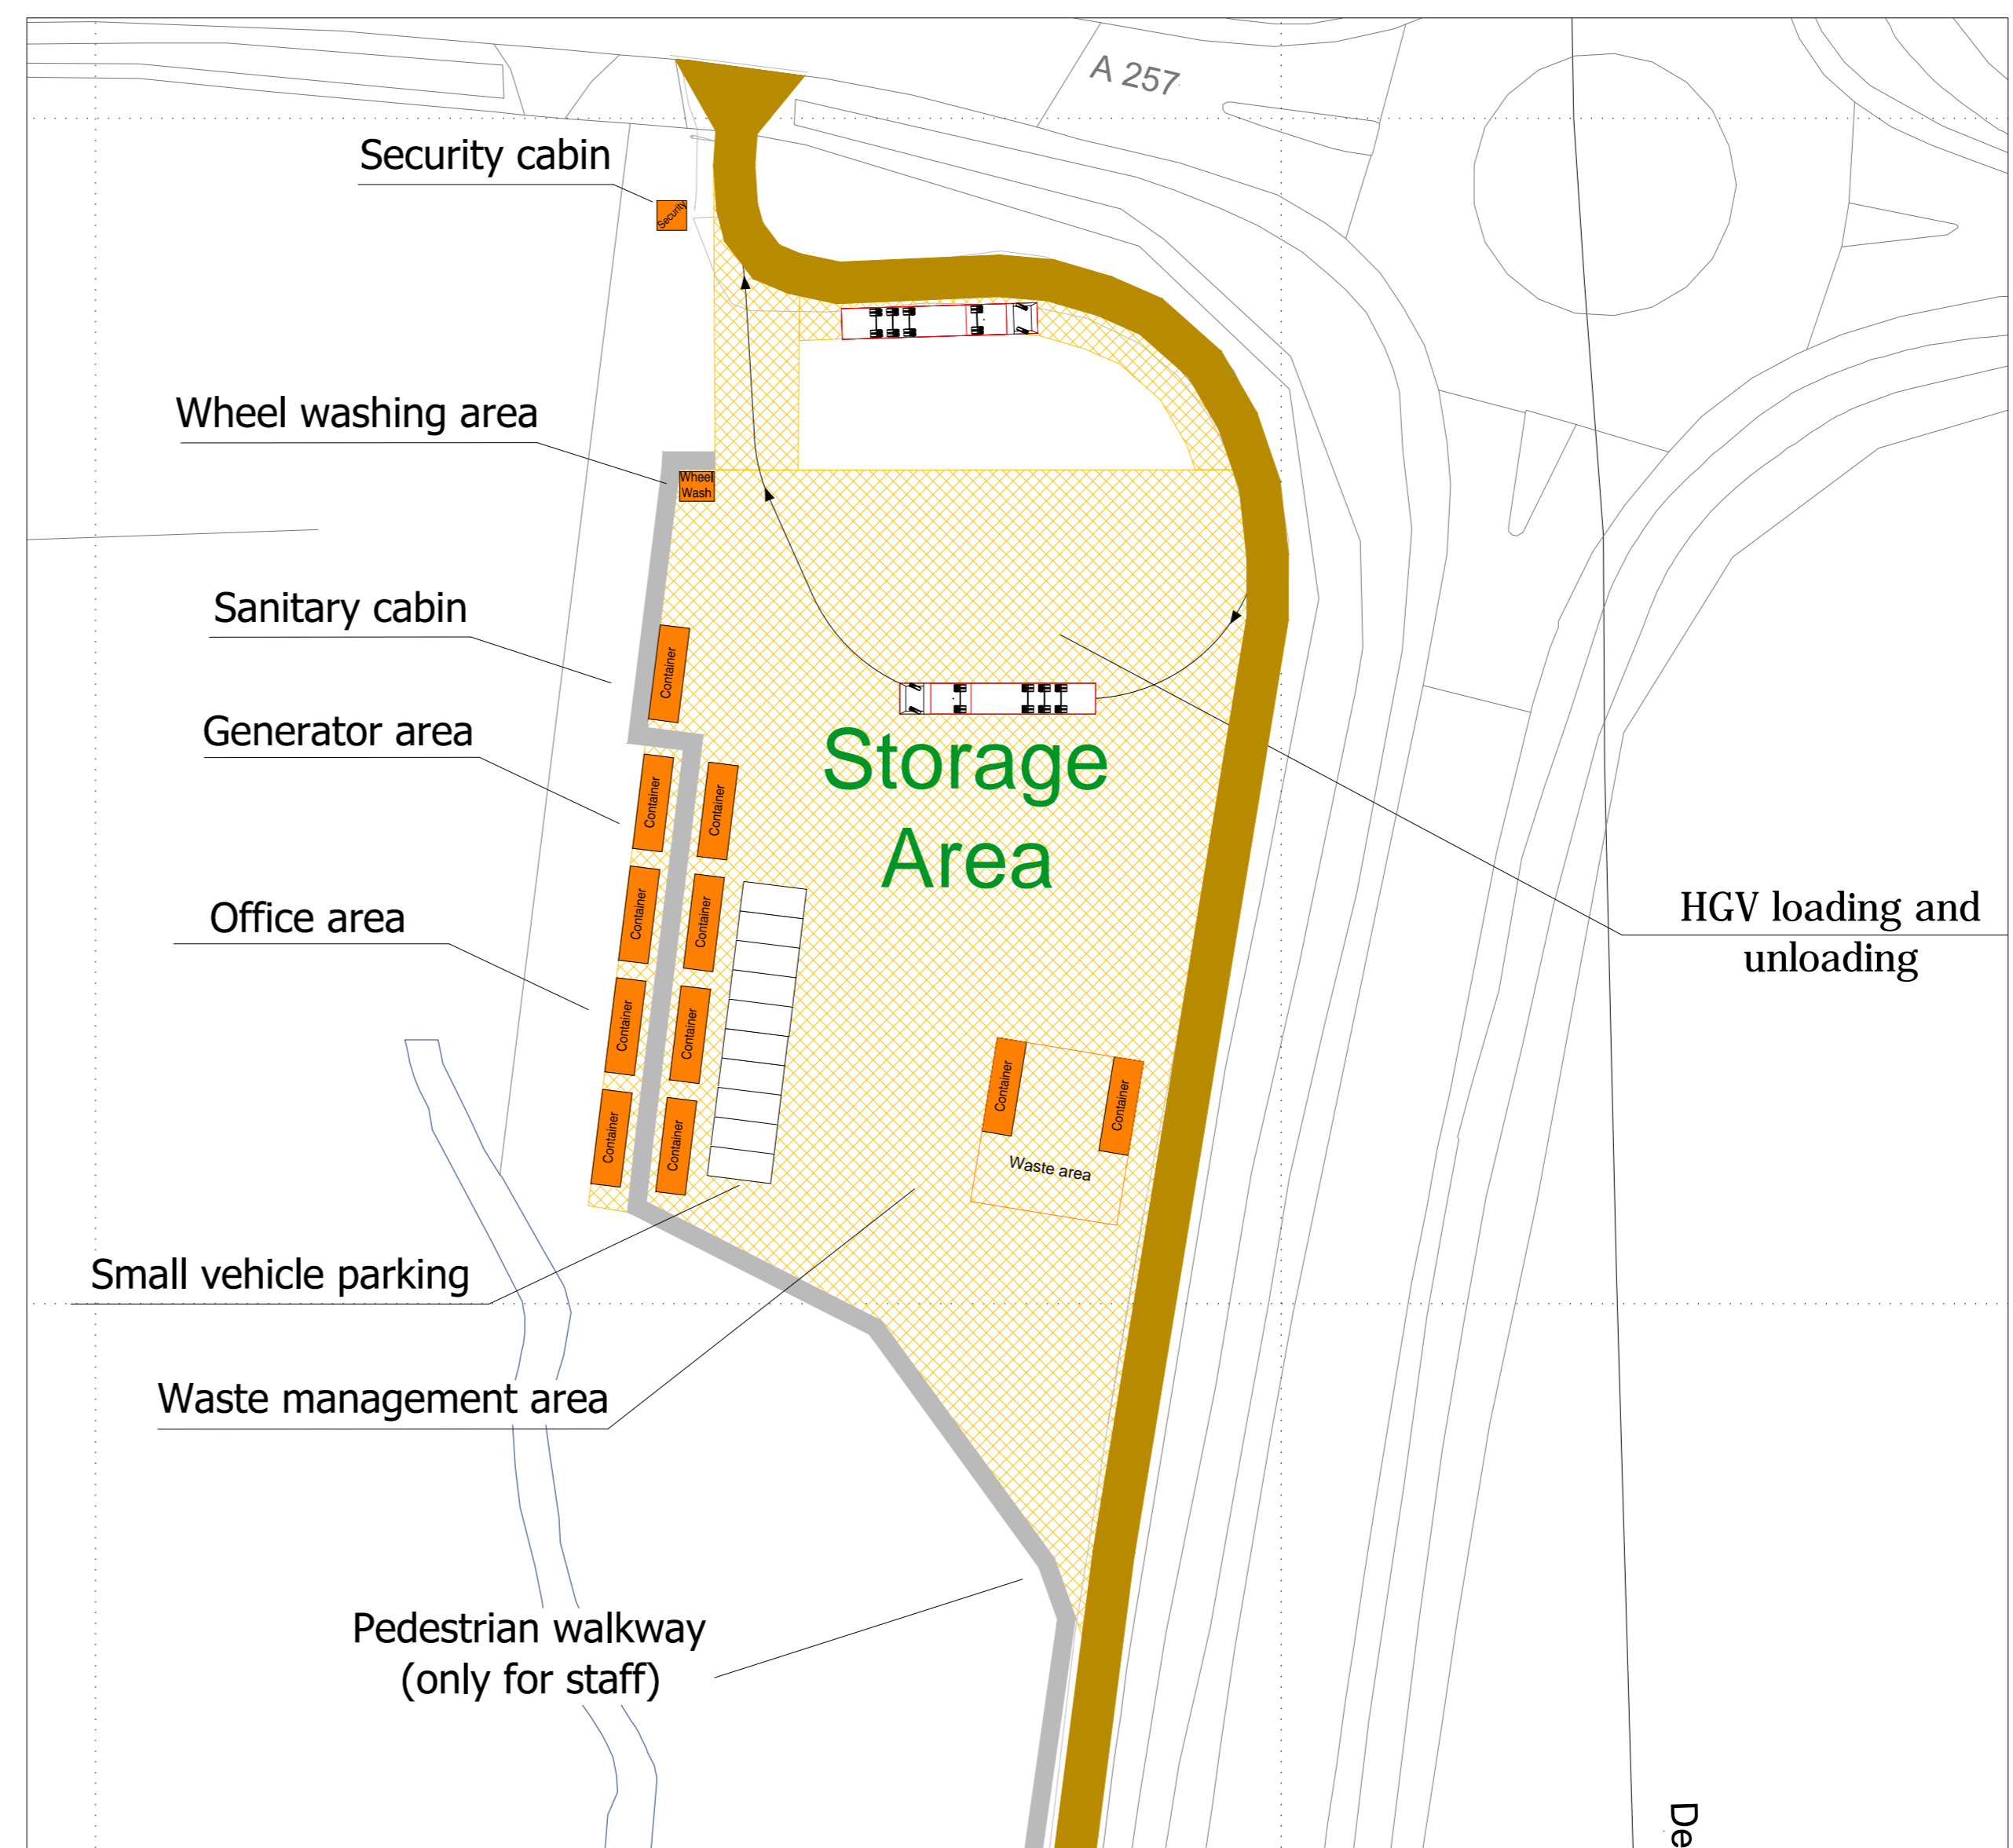 A 257
Security cabin
Security
Wheel washing area
Wheel
Wash
Sanitary cabin
Container
Generator area
Container
Container
Storage
Area
Container
Container
Office area
HGV loading and
unloading
Container
Container
Container
Container
Container
Container
Waste area
Small vehicle parking
Waste management area
Pedestrian walkway
(only for staff)
De